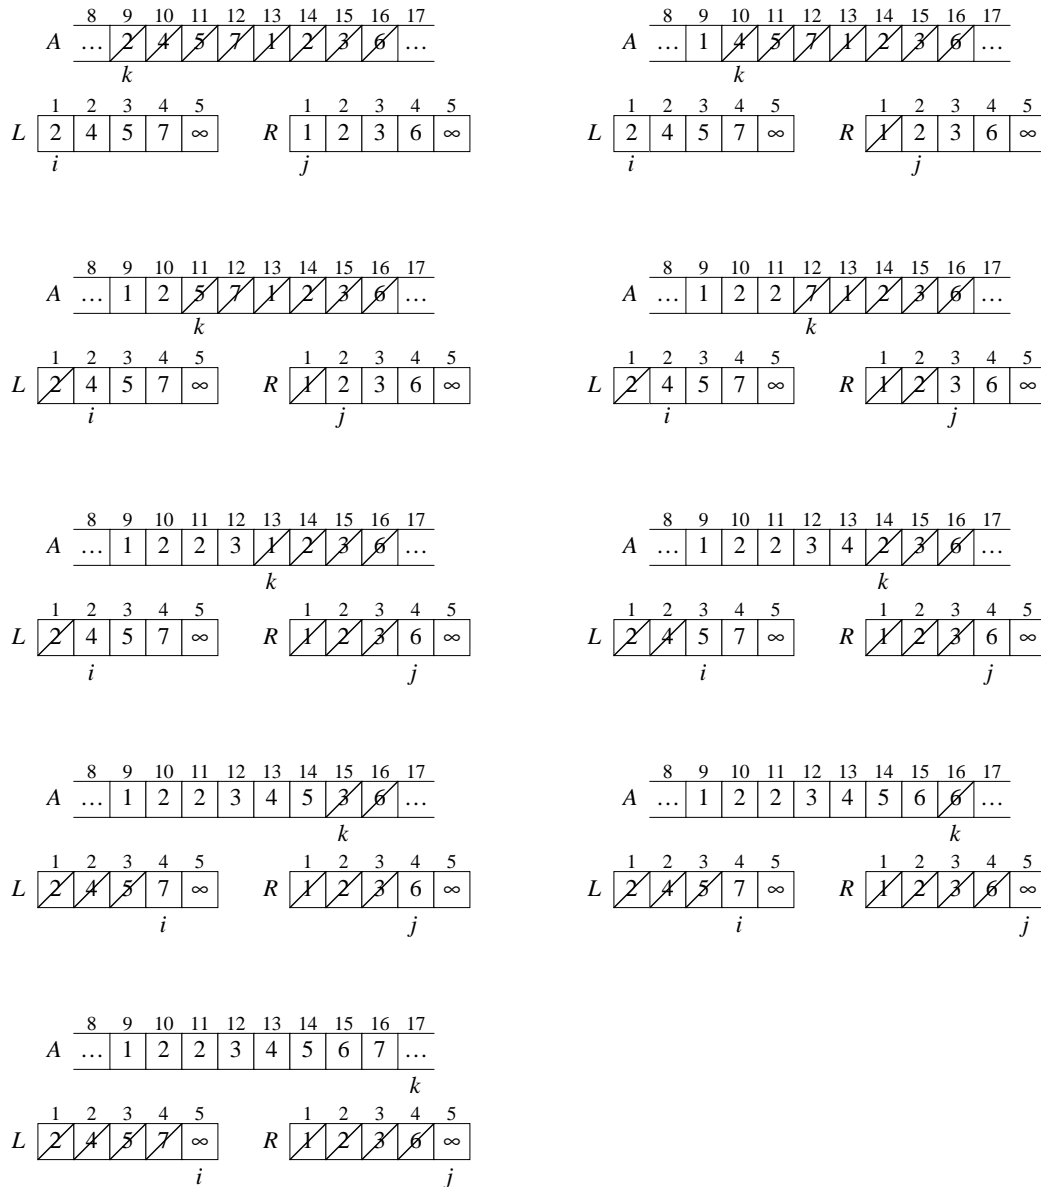 8 9 10 11 12 13 14 15 16 17
A … 2 4 5 7 1 2 3 6 …
k
1 2 3 4 5
L 2 4 5 7 ∞
i
1 2 3 4 5
R 1 2 3 6 ∞
j
8 9 10 11 12 13 14 15 16 17
A … 1 4 5 7 1 2 3 6 …
k
1 2 3 4 5
L 2 4 5 7 ∞
i
1 2 3 4 5
R 1 2 3 6 ∞
j
8 9 10 11 12 13 14 15 16 17
A … 1 2 5 7 1 2 3 6 …
k
1 2 3 4 5
L 2 4 5 7 ∞
i
1 2 3 4 5
R 1 2 3 6 ∞
j
8 9 10 11 12 13 14 15 16 17
A … 1 2 2 7 1 2 3 6 …
k
1 2 3 4 5
L 2 4 5 7 ∞
i
1 2 3 4 5
R 1 2 3 6 ∞
j
8 9 10 11 12 13 14 15 16 17
A … 1 2 2 3 1 2 3 6 …
k
1 2 3 4 5
L 2 4 5 7 ∞
i
1 2 3 4 5
R 1 2 3 6 ∞
j
8 9 10 11 12 13 14 15 16 17
A … 1 2 2 3 4 2 3 6 …
k
1 2 3 4 5
L 2 4 5 7 ∞
i
1 2 3 4 5
R 1 2 3 6 ∞
j
8 9 10 11 12 13 14 15 16 17
A … 1 2 2 3 4 5 3 6 …
k
1 2 3 4 5
L 2 4 5 7 ∞
i
1 2 3 4 5
R 1 2 3 6 ∞
j
8 9 10 11 12 13 14 15 16 17
A … 1 2 2 3 4 5 6 6 …
k
1 2 3 4 5
L 2 4 5 7 ∞
i
1 2 3 4 5
R 1 2 3 6 ∞
j
8 9 10 11 12 13 14 15 16 17
A … 1 2 2 3 4 5 6 7 …
k
1 2 3 4 5
L 2 4 5 7 ∞
i
1 2 3 4 5
R 1 2 3 6 ∞
j